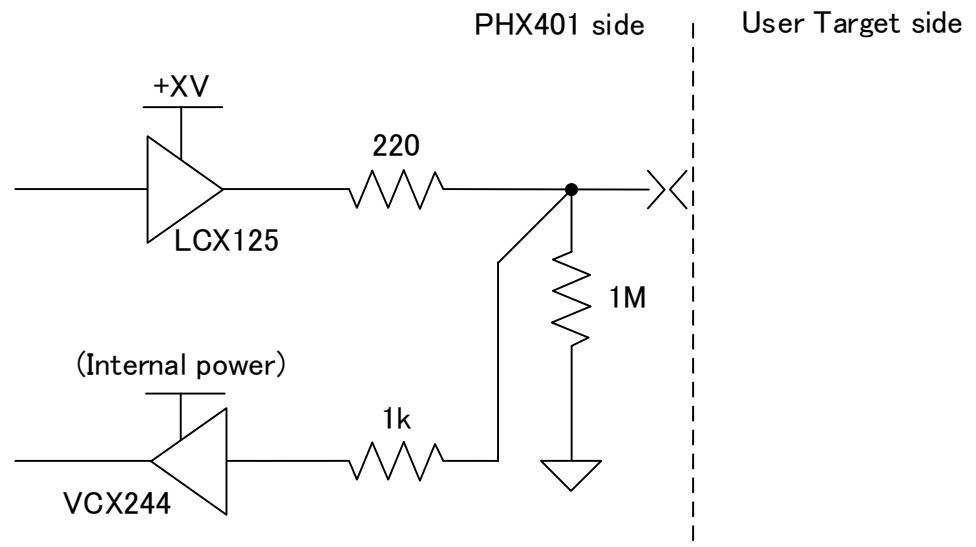 PHX401 side
User Target side
+XV
220
LCX125
1M
(Internal power)
1k
VCX244